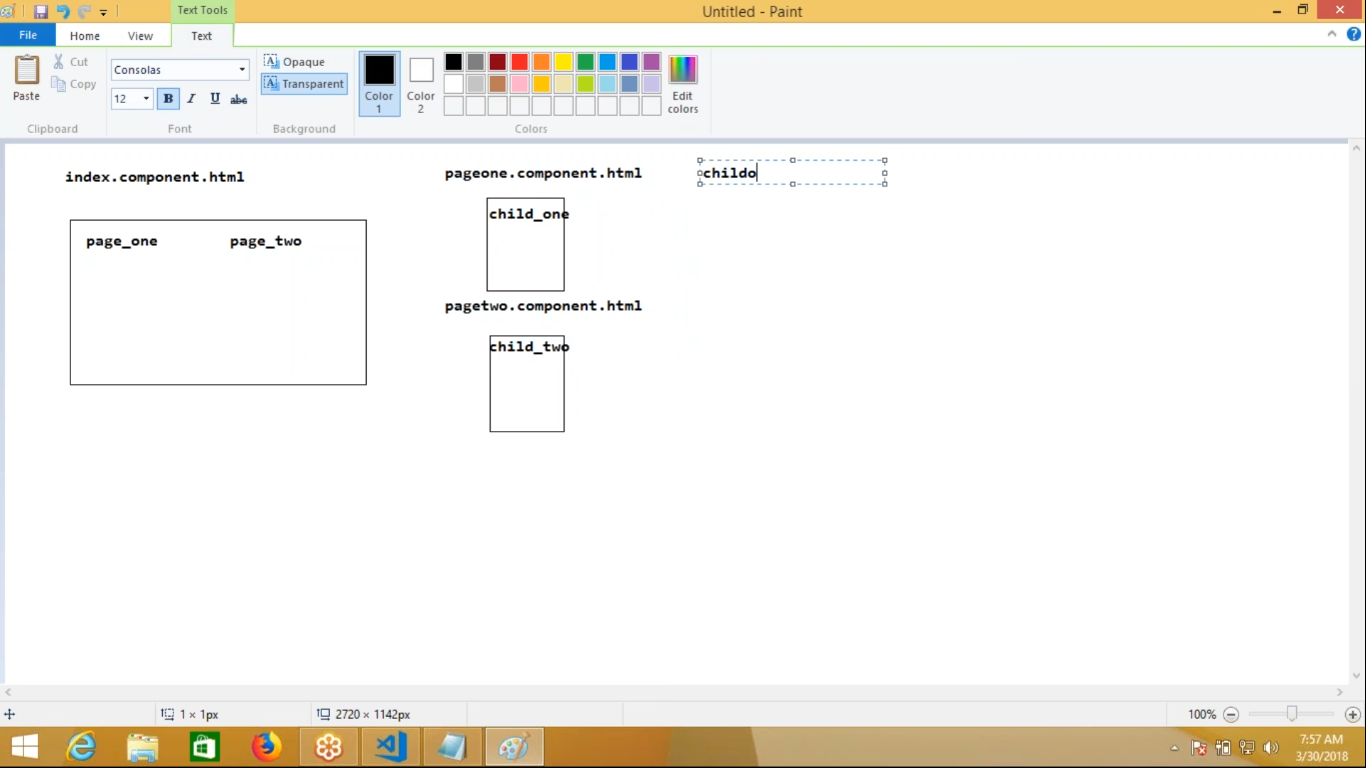 Text Tools
Untitled - Paint
File
Home
View
Text
Paste
Cut
Copy
Clipboard
Consolas
12
B
I
U
abc
Font
Opaque
Transparent
Background
Color 1
Color 2
Edit colors
Colors
index.component.html
page_one
page_two
pageone.component.html
child_one
pagetwo.component.html
child_two
childo
1 × 1px
2720 × 1142px
100%
7:57 AM
3/30/2018